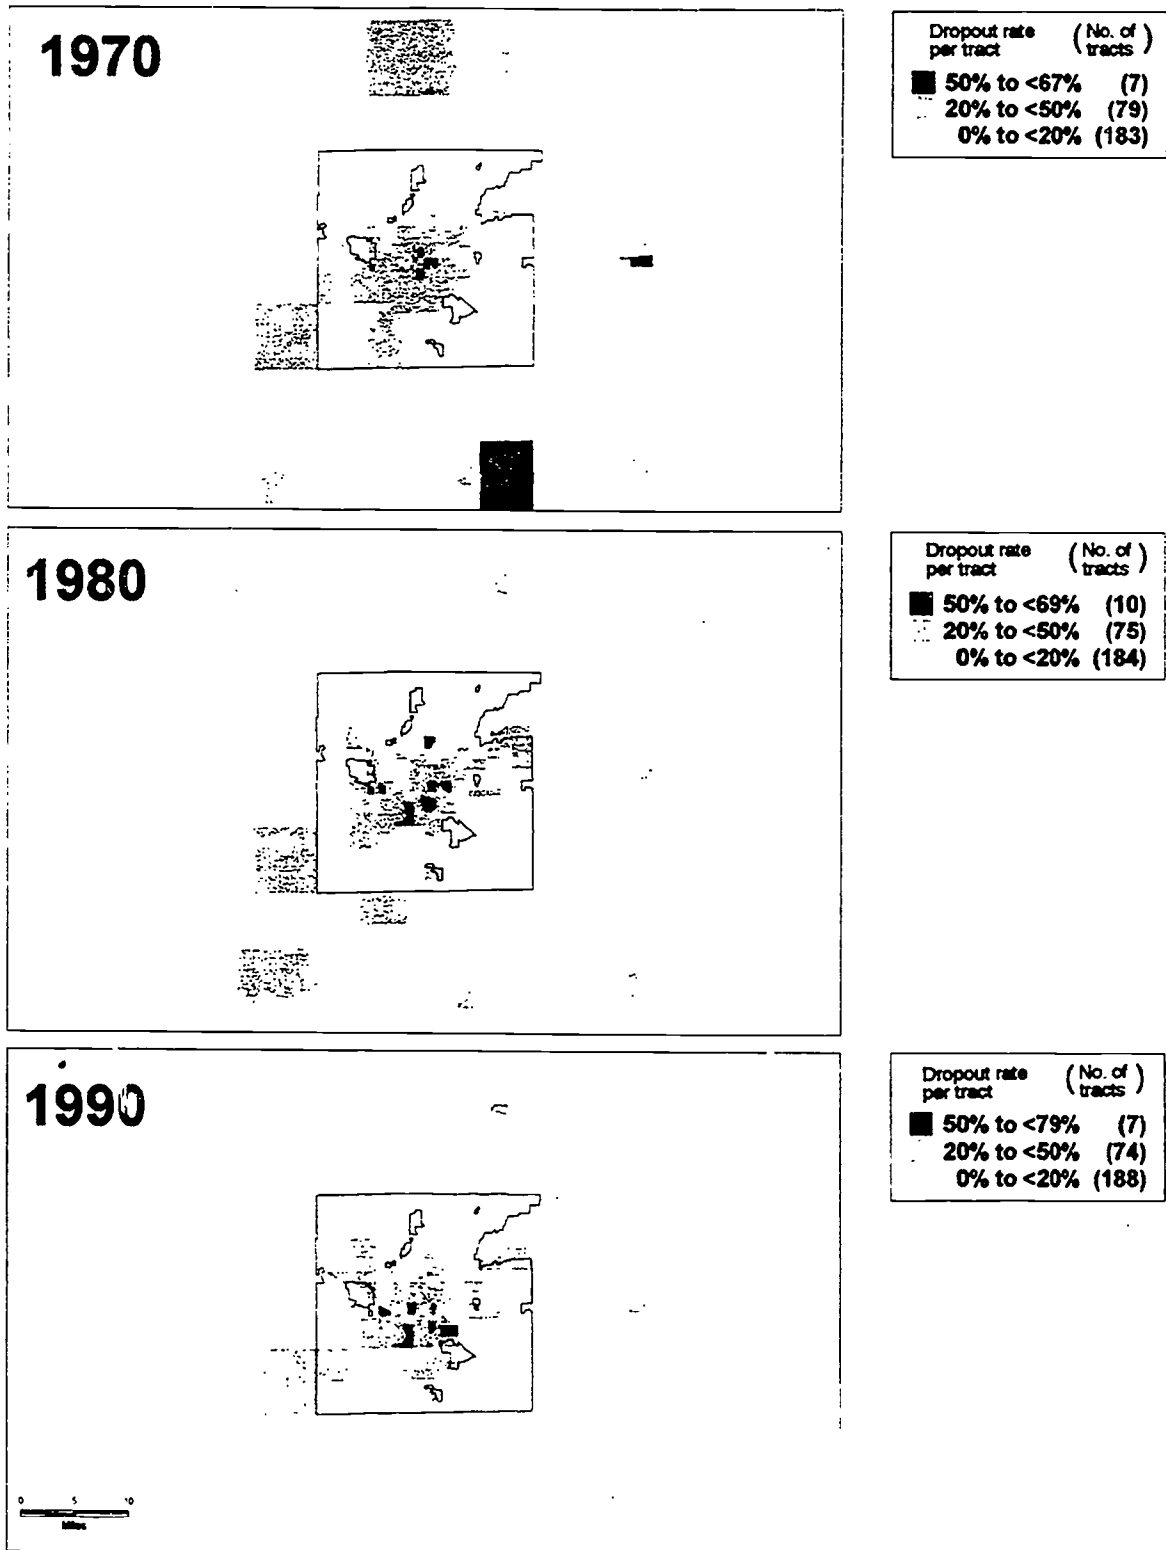 1970
Dropout rate (No. of
per tract tracts)
50% to <67% (7)
20% to <50% (79)
0% to <20% (183)
1980
Dropout rate (No. of
per tract tracts)
50% to <69% (10)
20% to <50% (75)
0% to <20% (184)
1990
Dropout rate (No. of
per tract tracts)
50% to <79% (7)
20% to <50% (74)
0% to <20% (188)
0 5 10
Miles